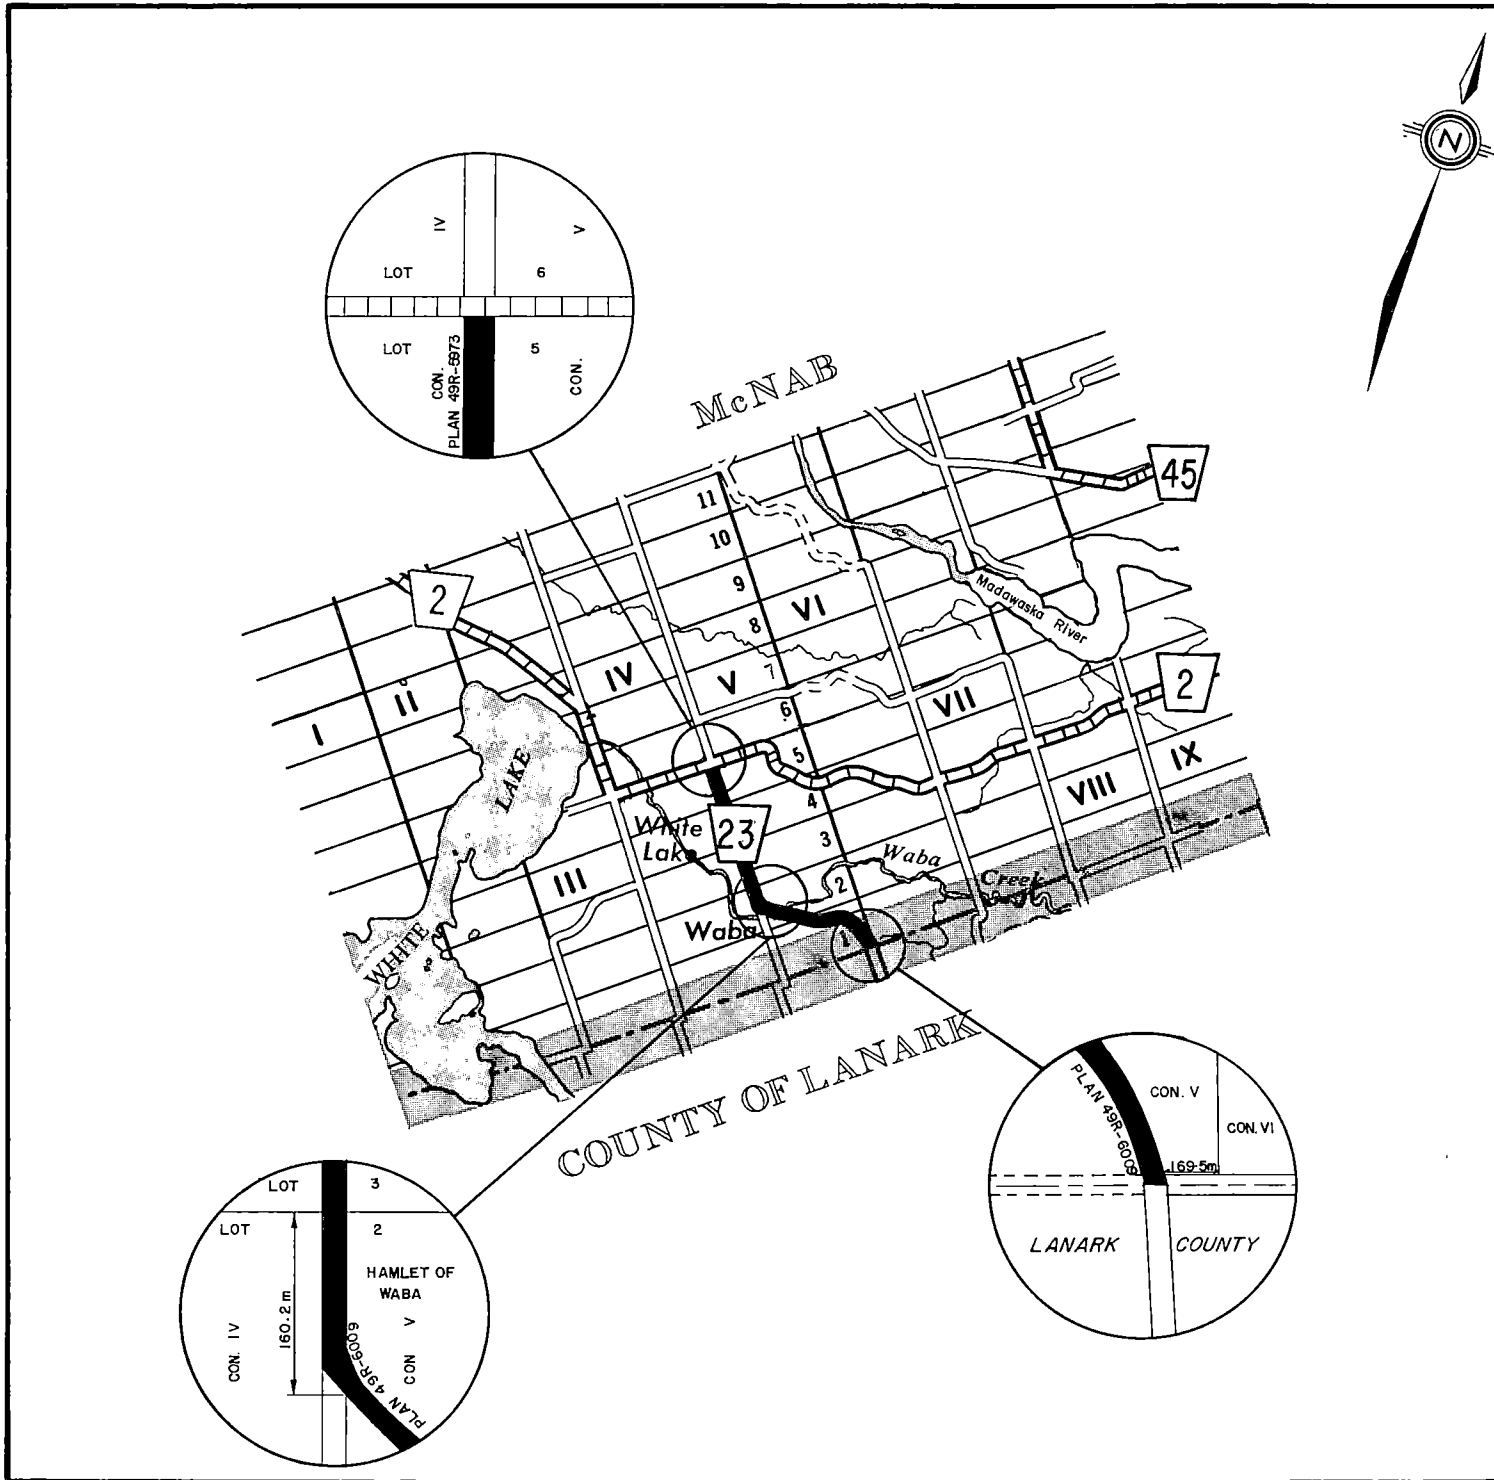 N
IV
V
LOT 6
LOT 5
CON.
PLAN 49R-5973
CON.
McNAB
45
11
10
9
8
7
6
5
4
3
2
1
2
VI
Madawaska River
IV
V
II
I
VII
2
IX
VIII
WHITE LAKE
White
Lake
23
III
Waba Creek
Waba
COUNTY OF LANARK
PLAN 49R-6009
CON. V
CON. VI
169.5m
LANARK COUNTY
LOT 3
LOT 2
HAMLET OF
WABA
160.2m
CON. IV
CON V
PLAN 49R-6009